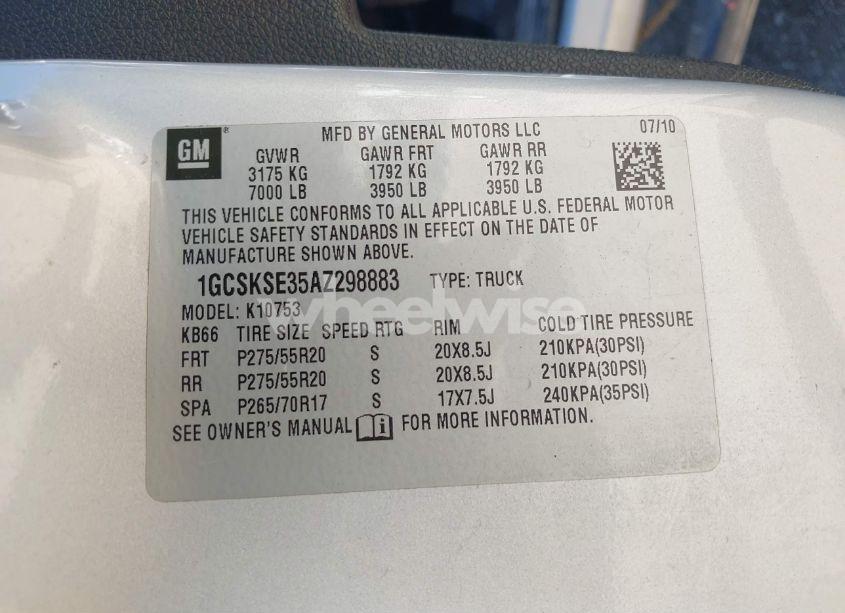 GM ® MFD BY GENERAL MOTORS LLC 07/10
GVWR GAWR FRT GAWR RR
3175 KG 1792 KG 1792 KG
7000 LB 3950 LB 3950 LB
THIS VEHICLE CONFORMS TO ALL APPLICABLE U.S. FEDERAL MOTOR
VEHICLE SAFETY STANDARDS IN EFFECT ON THE DATE OF
MANUFACTURE SHOWN ABOVE.
1GCSKSE35AZ298883 TYPE: TRUCK
wheelwise
MODEL: K10753
KB66 TIRE SIZE SPEED RTG RIM COLD TIRE PRESSURE
FRT P275/55R20 S 20X8.5J 210KPA(30PSI)
RR P275/55R20 S 20X8.5J 210KPA(30PSI)
SPA P265/70R17 S 17X7.5J 240KPA(35PSI)
SEE OWNER'S MANUAL i FOR MORE INFORMATION.